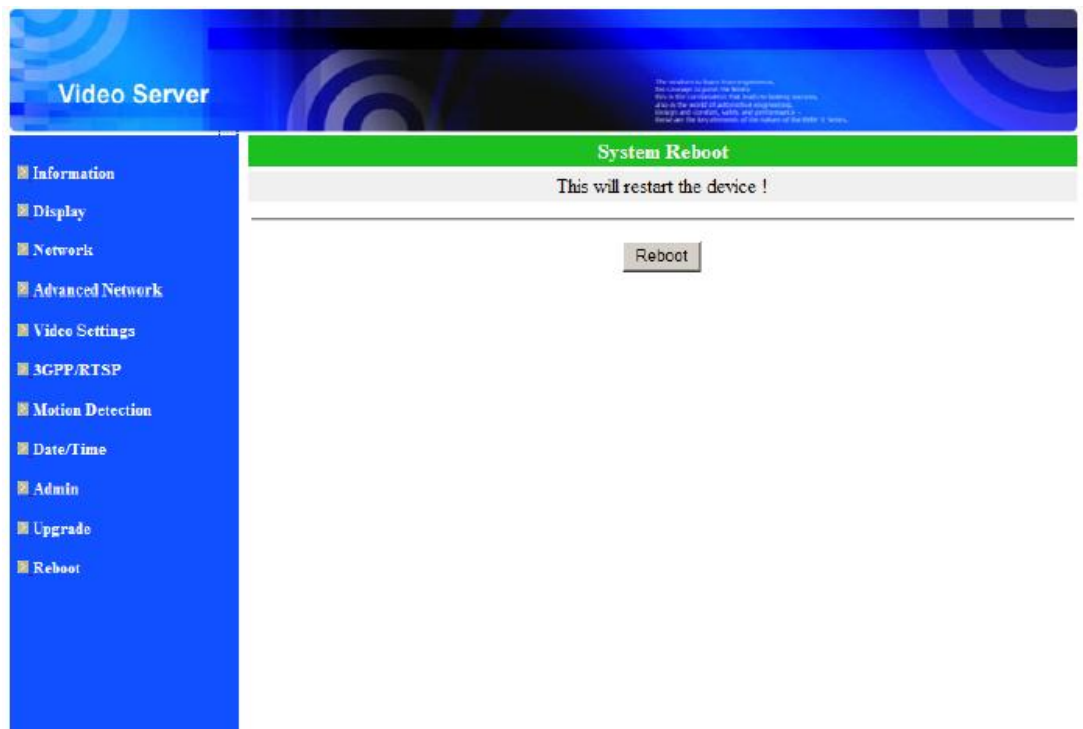 Video Server
System Reboot
This will restart the device !
Reboot
Information
Display
Network
Advanced Network
Video Settings
3GPP/RTSP
Motion Detection
Date/Time
Admin
Upgrade
Reboot